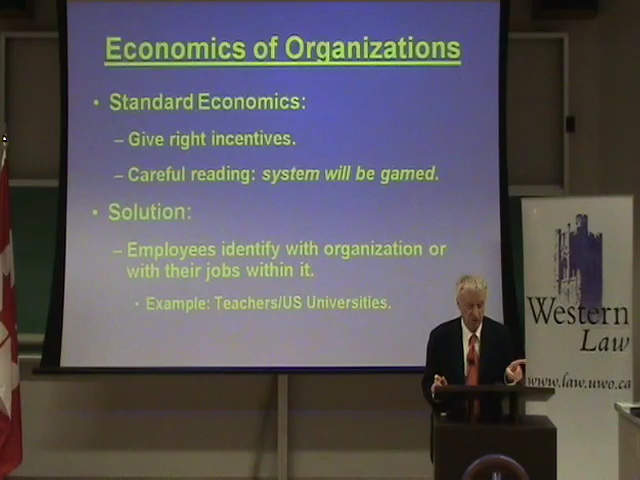 Economics of Organizations
• Standard Economics:
– Give right incentives.
– Careful reading: system will be gamed.
• Solution:
– Employees identify with organization or
with their jobs within it.
• Example: Teachers/US Universities.
Western
Law
www.law.uwo.ca